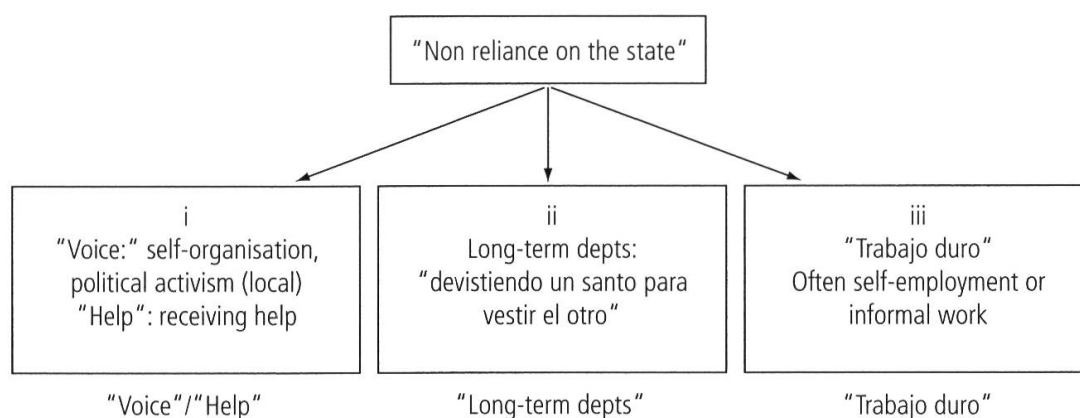 “Non reliance on the state“
i
“Voice:“ self-organisation,
political activism (local)
“Help“: receiving help
ii
Long-term depts:
“devistiendo un santo para
vestir el otro“
iii
“Trabajo duro“
Often self-employment or
informal work
“Voice“/“Help“
“Long-term depts“
“Trabajo duro“